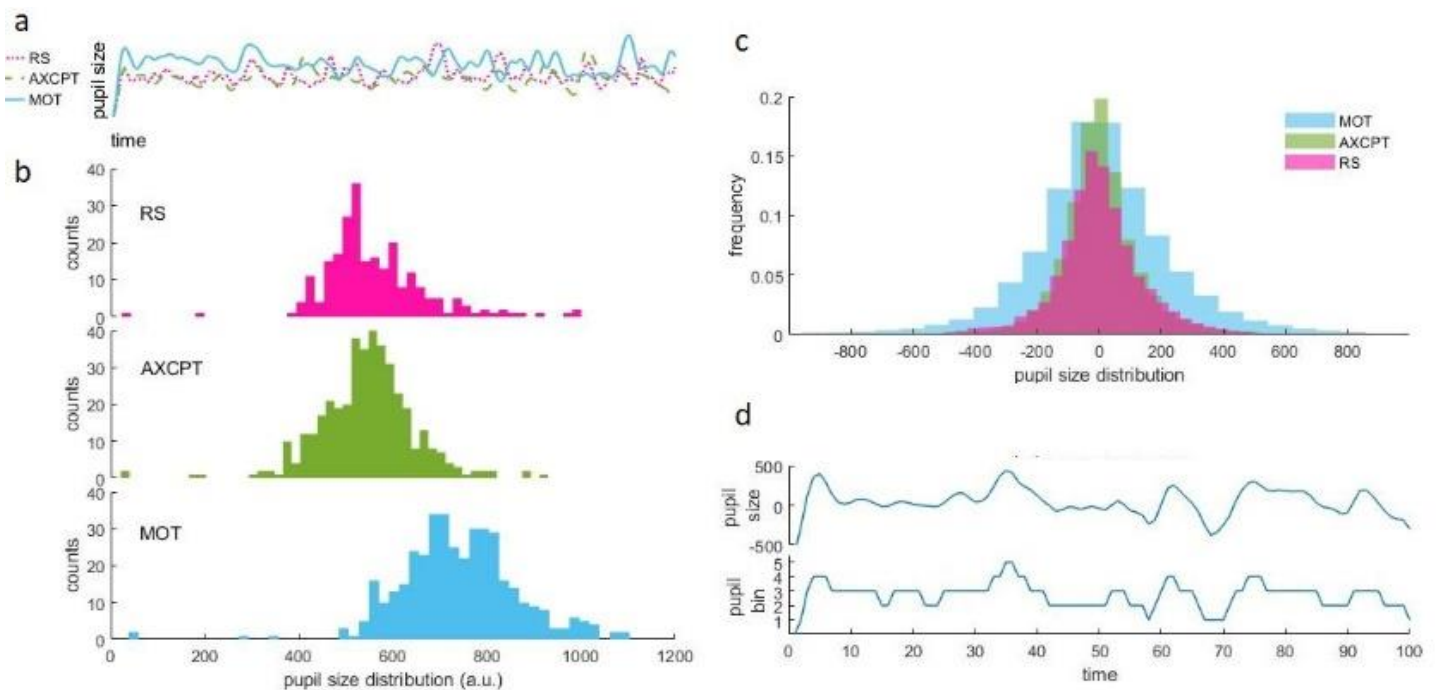 a
RS
AXCPT
MOT
pupil size
time
b
40
30
20
10
0
counts
RS
40
30
20
10
0
counts
AXCPT
40
30
20
10
0
counts
MOT
0 200 400 600 800 1000 1200
pupil size distribution (a.u.)
c
0.2
0.15
0.1
0.05
0
frequency
MOT
AXCPT
RS
-800 -600 -400 -200 0 200 400 600 800
pupil size distribution
d
500
0
-500
pupil
size
5
4
3
2
1
pupil
bin
0 10 20 30 40 50 60 70 80 90 100
time